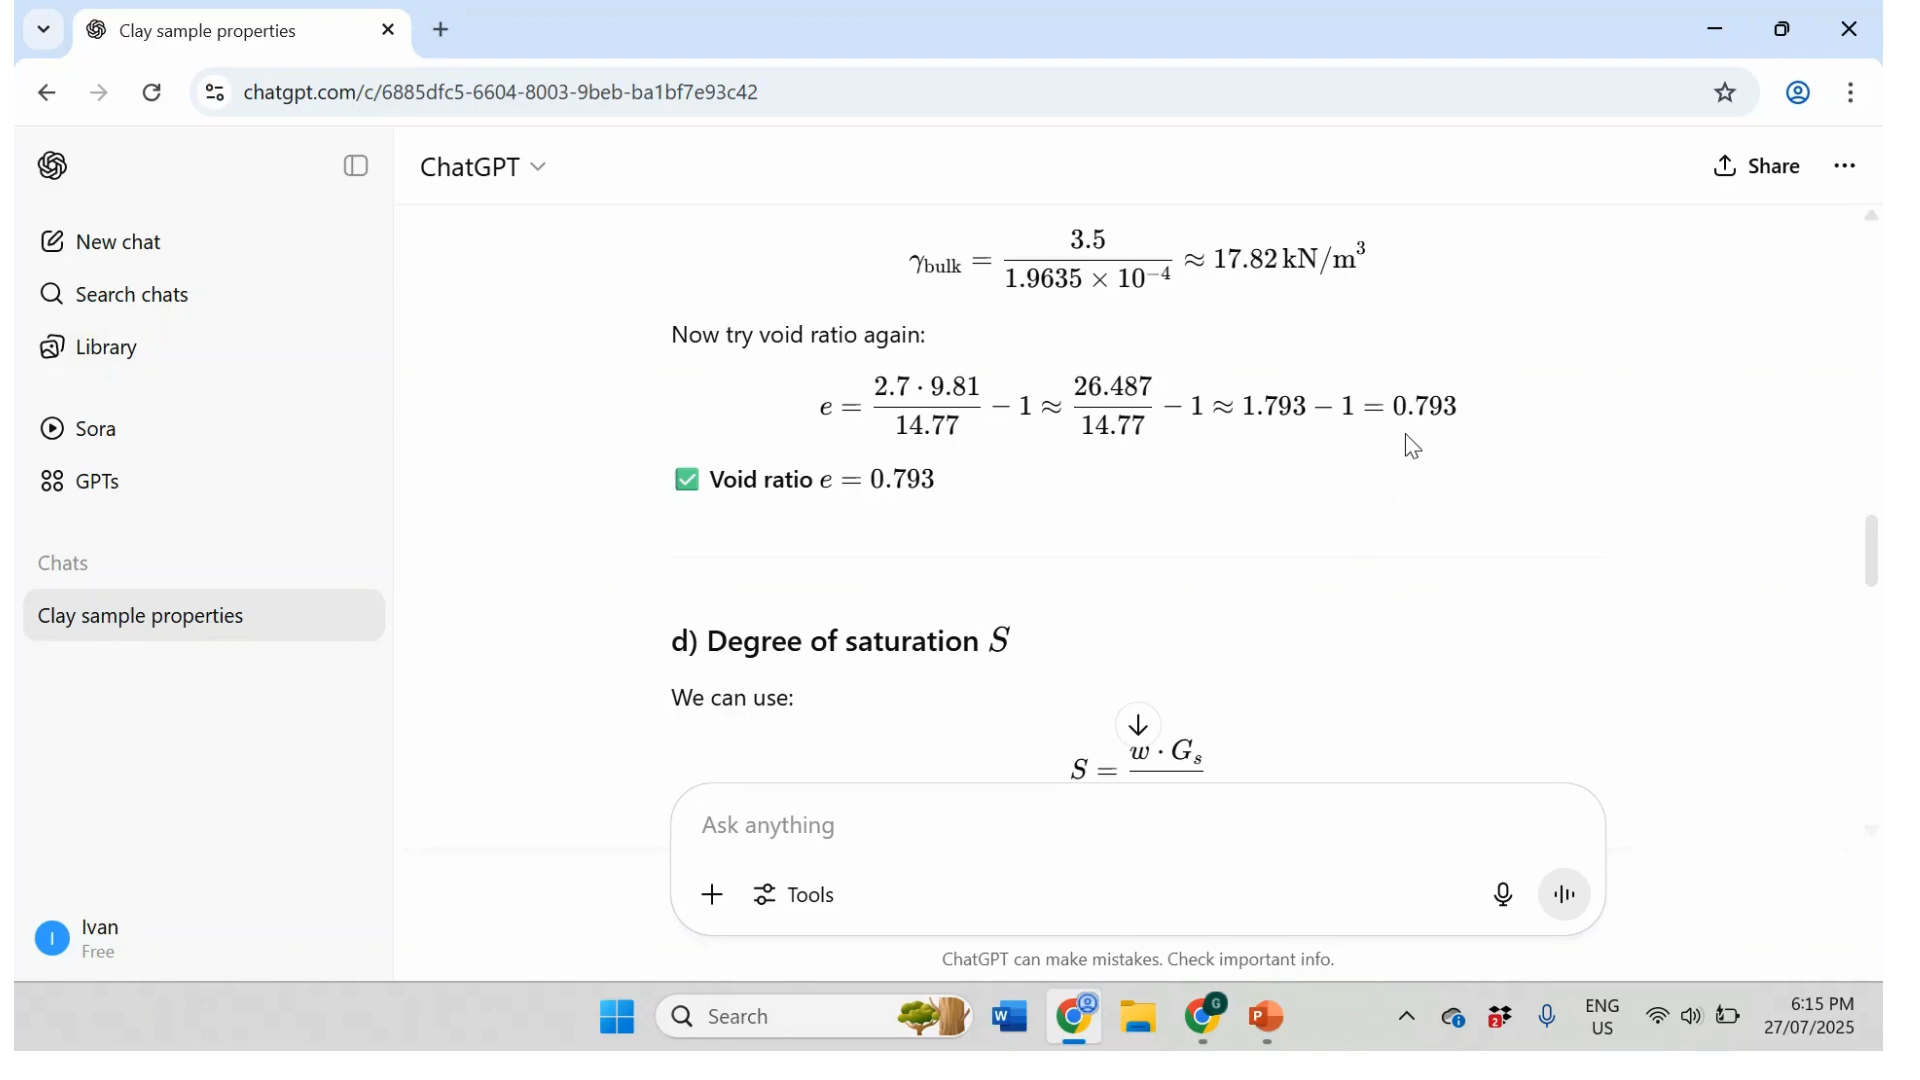 Clay sample properties
chatgpt.com/c/6885dfc5-6604-8003-9beb-ba1bf7e93c42
ChatGPT
Share
New chat
Search chats
Library
Sora
GPTs
Chats
Clay sample properties
Ivan
Free
γbulk = 3.5 / 1.9635 × 10⁻⁴ ≈ 17.82 kN/m³
Now try void ratio again:
e = 2.7 · 9.81 / 14.77 − 1 ≈ 26.487 / 14.77 − 1 ≈ 1.793 − 1 = 0.793
✅ Void ratio e = 0.793
d) Degree of saturation S
We can use:
S = w · Gs
Ask anything
Tools
ChatGPT can make mistakes. Check important info.
Search
W
G
P
2
ENG
US
6:15 PM
27/07/2025